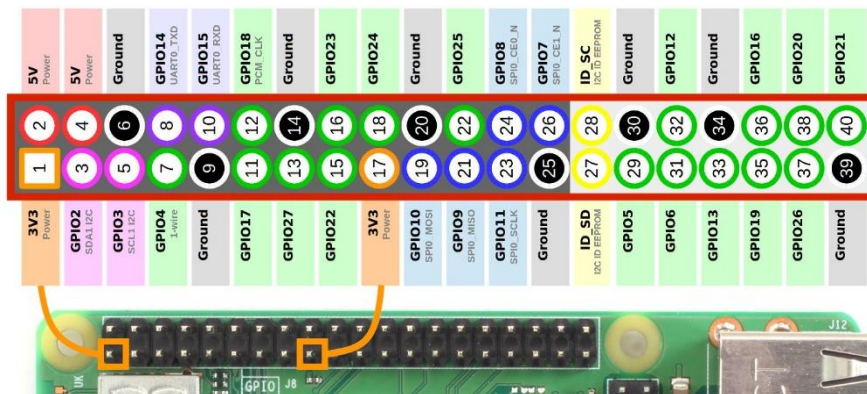 5V
Power
5V
Power
Ground
GPIO14
UART0_TXD
GPIO15
UART0_RXD
GPIO18
PCM_CLK
Ground
GPIO23
GPIO24
Ground
GPIO25
GPIO8
SPI0_CE0_N
GPIO7
SPI0_CE1_N
ID_SC
I2C ID EEPROM
Ground
GPIO12
Ground
GPIO16
GPIO20
GPIO21
2 4 6 8 10 12 14 16 18 20 22 24 26 28 30 32 34 36 38 40
1 3 5 7 9 11 13 15 17 19 21 23 25 27 29 31 33 35 37 39
3V3
Power
GPIO2
SDA1 I2C
GPIO3
SCL1 I2C
GPIO4
1-wire
Ground
GPIO17
GPIO27
GPIO22
3V3
Power
GPIO10
SPI0_MOSI
GPIO9
SPI0_MISO
GPIO11
SPI0_SCLK
Ground
ID_SD
I2C ID EEPROM
GPIO5
GPIO6
GPIO13
GPIO19
GPIO26
Ground
J12
UK
GPIO J8